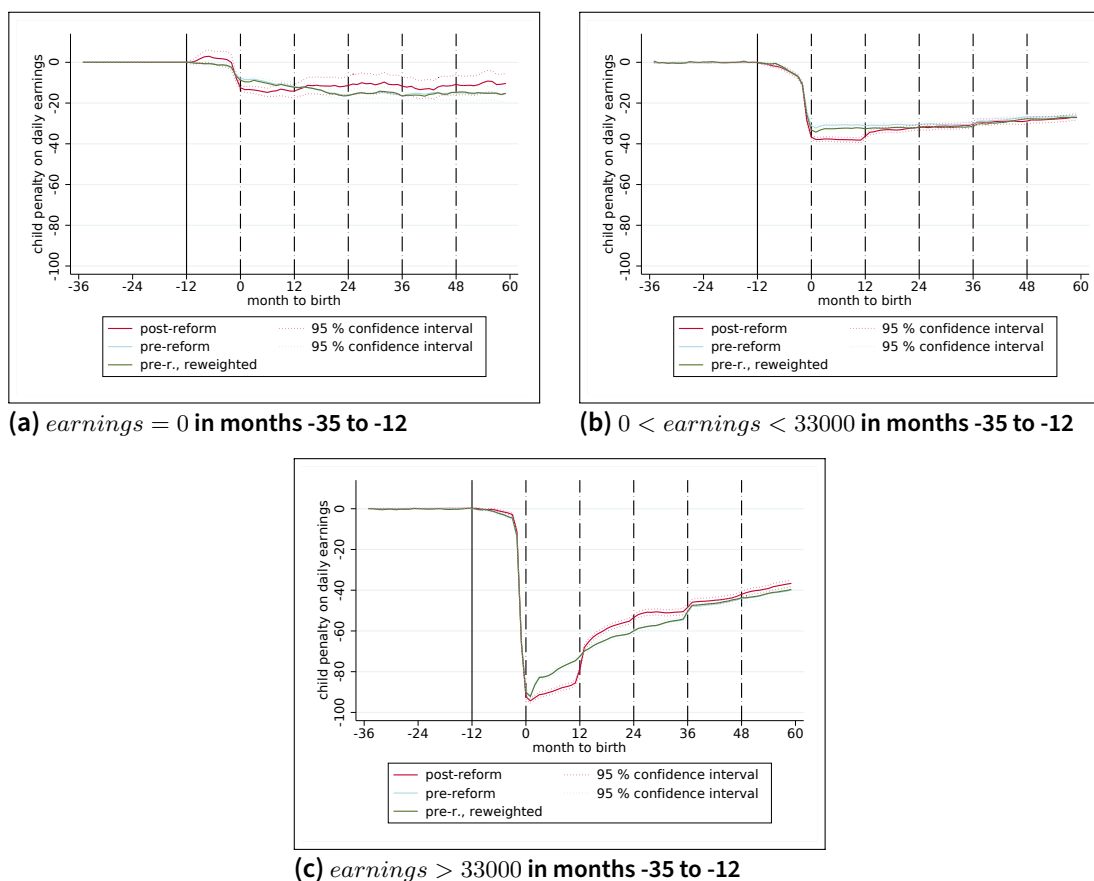 child penalty on daily earnings
0
-20
-40
-60
-80
-100
-36 -24 -12 0 12 24 36 48 60
month to birth
post-reform 95 % confidence interval
pre-reform 95 % confidence interval
pre-r., reweighted
(a) earnings = 0 in months -35 to -12
child penalty on daily earnings
0
-20
-40
-60
-80
-100
-36 -24 -12 0 12 24 36 48 60
month to birth
post-reform 95 % confidence interval
pre-reform 95 % confidence interval
pre-r., reweighted
(b) 0 < earnings < 33000 in months -35 to -12
child penalty on daily earnings
0
-20
-40
-60
-80
-100
-36 -24 -12 0 12 24 36 48 60
month to birth
post-reform 95 % confidence interval
pre-reform 95 % confidence interval
pre-r., reweighted
(c) earnings > 33000 in months -35 to -12